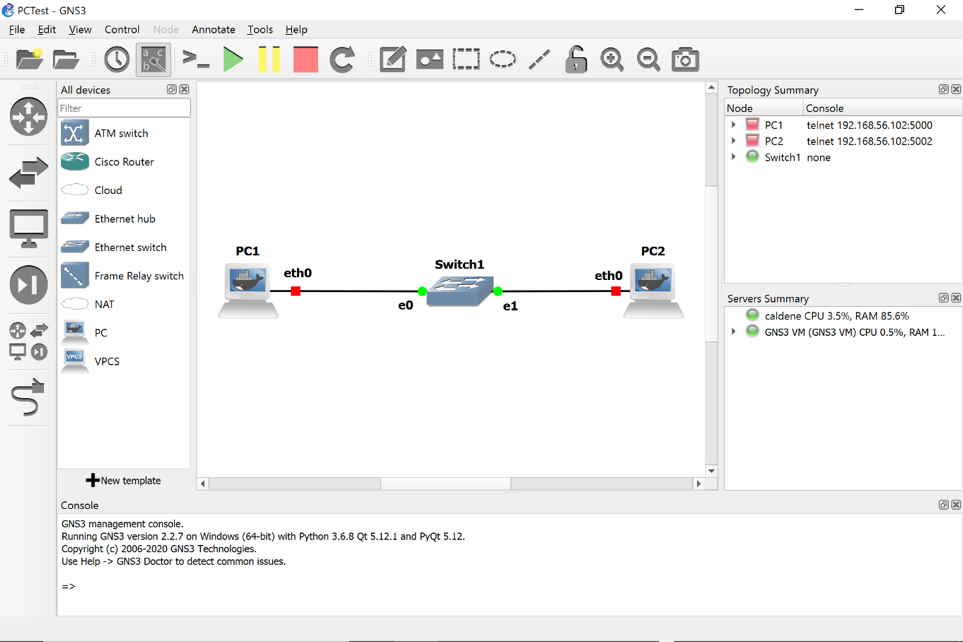 PCTest - GNS3
File Edit View Control Node Annotate Tools Help
All devices
Filter
ATM switch
Cisco Router
Cloud
Ethernet hub
Ethernet switch
Frame Relay switch
NAT
PC
VPCS
VPCS
New template
PC1
eth0
Switch1
e0
e1
PC2
eth0
Topology Summary
Node Console
PC1 telnet 192.168.56.102:5000
PC2 telnet 192.168.56.102:5002
Switch1 none
Servers Summary
caldene CPU 3.5%, RAM 85.6%
GNS3 VM (GNS3 VM) CPU 0.5%, RAM 1...
Console
GNS3 management console.
Running GNS3 version 2.2.7 on Windows (64-bit) with Python 3.6.8 Qt 5.12.1 and PyQt 5.12.
Copyright (c) 2006-2020 GNS3 Technologies.
Use Help -> GNS3 Doctor to detect common issues.
=>